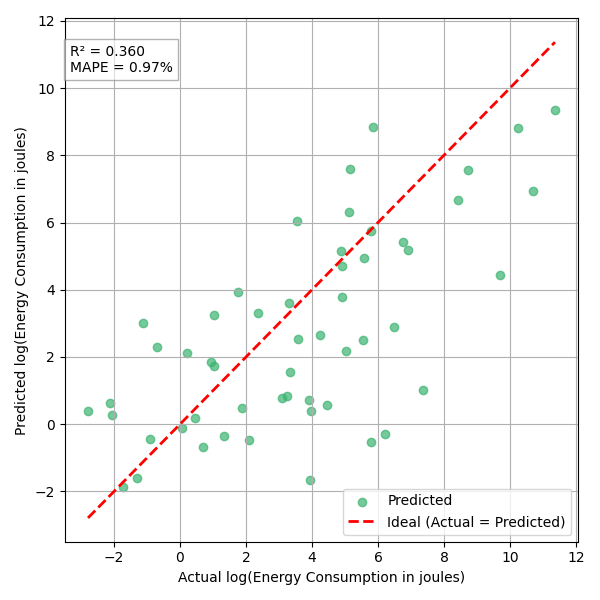 R² = 0.360
MAPE = 0.97%
12
10
8
6
4
2
0
−2
Predicted log(Energy Consumption in joules)
Predicted
Ideal (Actual = Predicted)
−2 0 2 4 6 8 10 12
Actual log(Energy Consumption in joules)